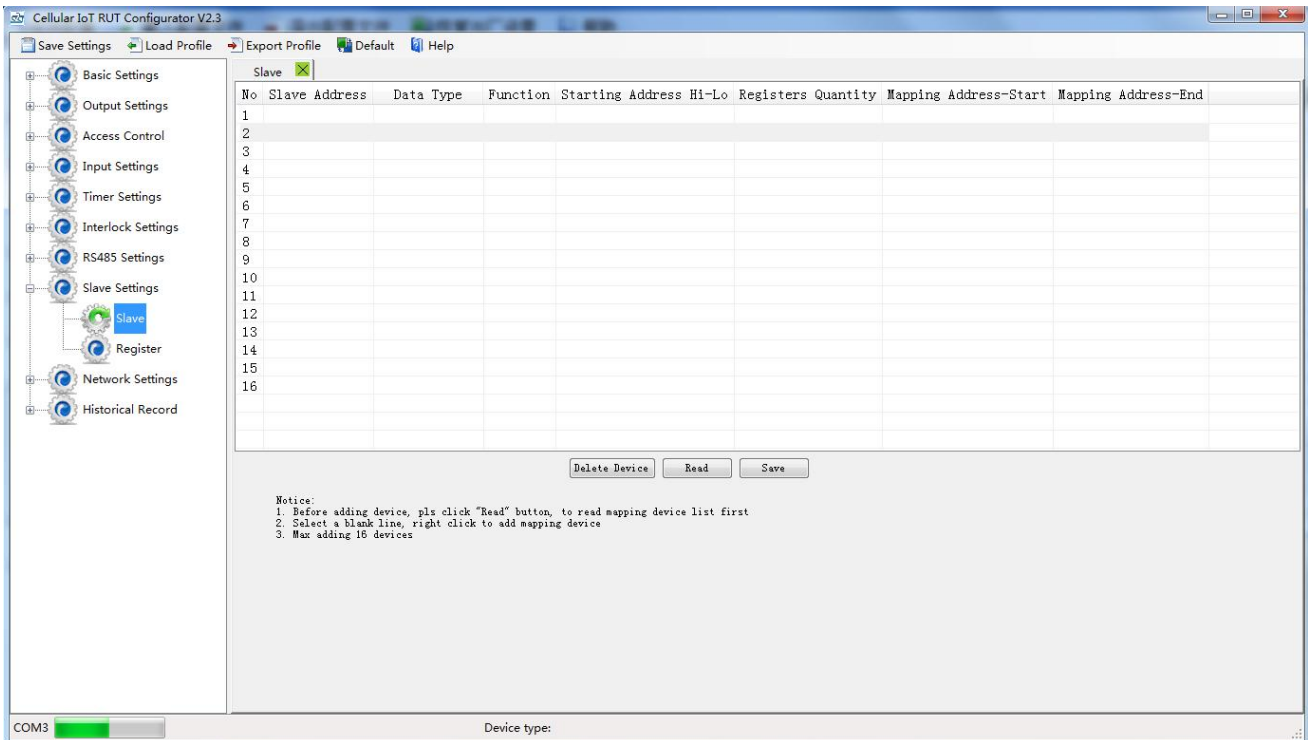 Cellular IoT RUT Configurator V2.3
Save Settings Load Profile Export Profile Default Help
Basic Settings
Output Settings
Access Control
Input Settings
Timer Settings
Interlock Settings
RS485 Settings
Slave Settings
Slave
Register
Network Settings
Historical Record
Slave
No Slave Address Data Type Function Starting Address Hi-Lo Registers Quantity Mapping Address-Start Mapping Address-End
1
2
3
4
5
6
7
8
9
10
11
12
13
14
15
16
Delete Device Read Save
Notice:
1. Before adding device, pls click "Read" button, to read mapping device list first
2. Select a blank line, right click to add mapping device
3. Max adding 16 devices
COM3 Device type: